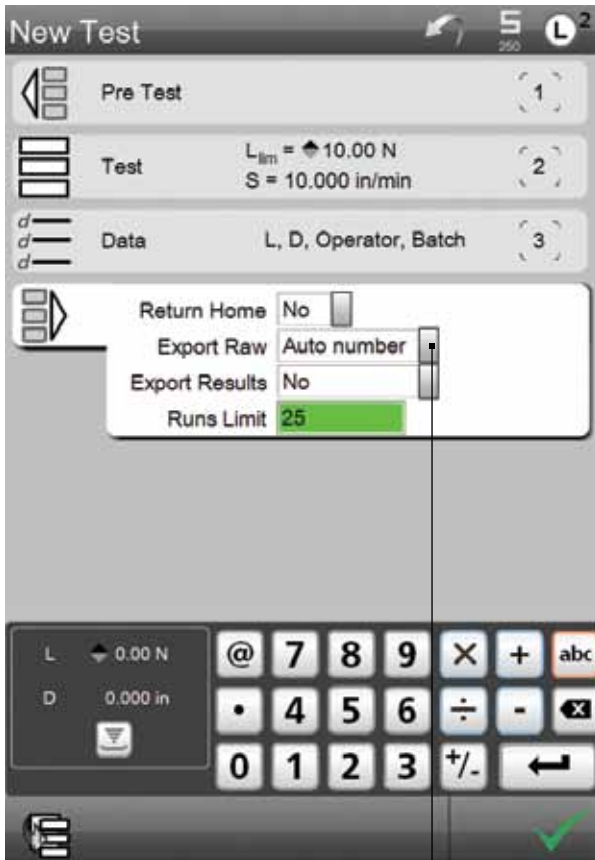 New Test
S
250
L 2
Pre Test 1
Test Llim = 10.00 N
S = 10.000 in/min
2
d
d
d
Data L, D, Operator, Batch 3
Return Home No
Export Raw Auto number
Export Results No
Runs Limit 25
L 0.00 N
D 0.000 in
@ 7 8 9 × + abc
. 4 5 6 ÷ -
0 1 2 3 +/-